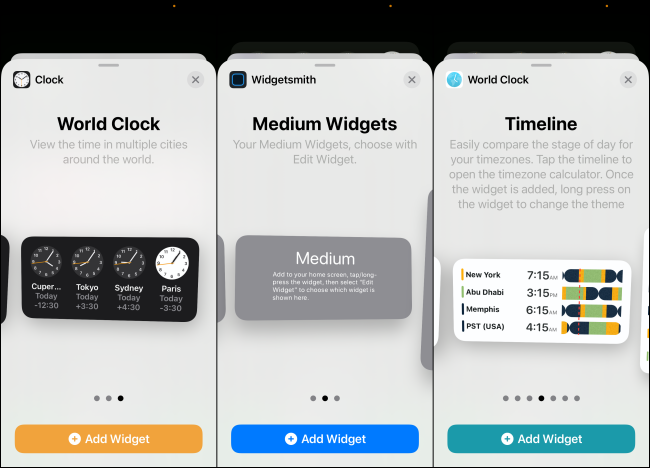 Clock
World Clock
View the time in multiple cities
around the world.
Cuper...
Today
-12:30
Tokyo
Today
+3:30
Sydney
Today
+4:30
Paris
Today
-3:30
Add Widget
Widgetsmith
Medium Widgets
Your Medium Widgets, choose with
Edit Widget.
Medium
Add to your home screen, tap/long-
press the widget, then select "Edit
Widget" to choose which widget is
shown here.
Add Widget
World Clock
Timeline
Easily compare the stage of day for
your timezones. Tap the timeline to
open the timezone calculator. Once
the widget is added, long press on
the widget to change the theme
New York 7:15AM
Abu Dhabi 3:15PM
Memphis 6:15AM
PST (USA) 4:15AM
Add Widget